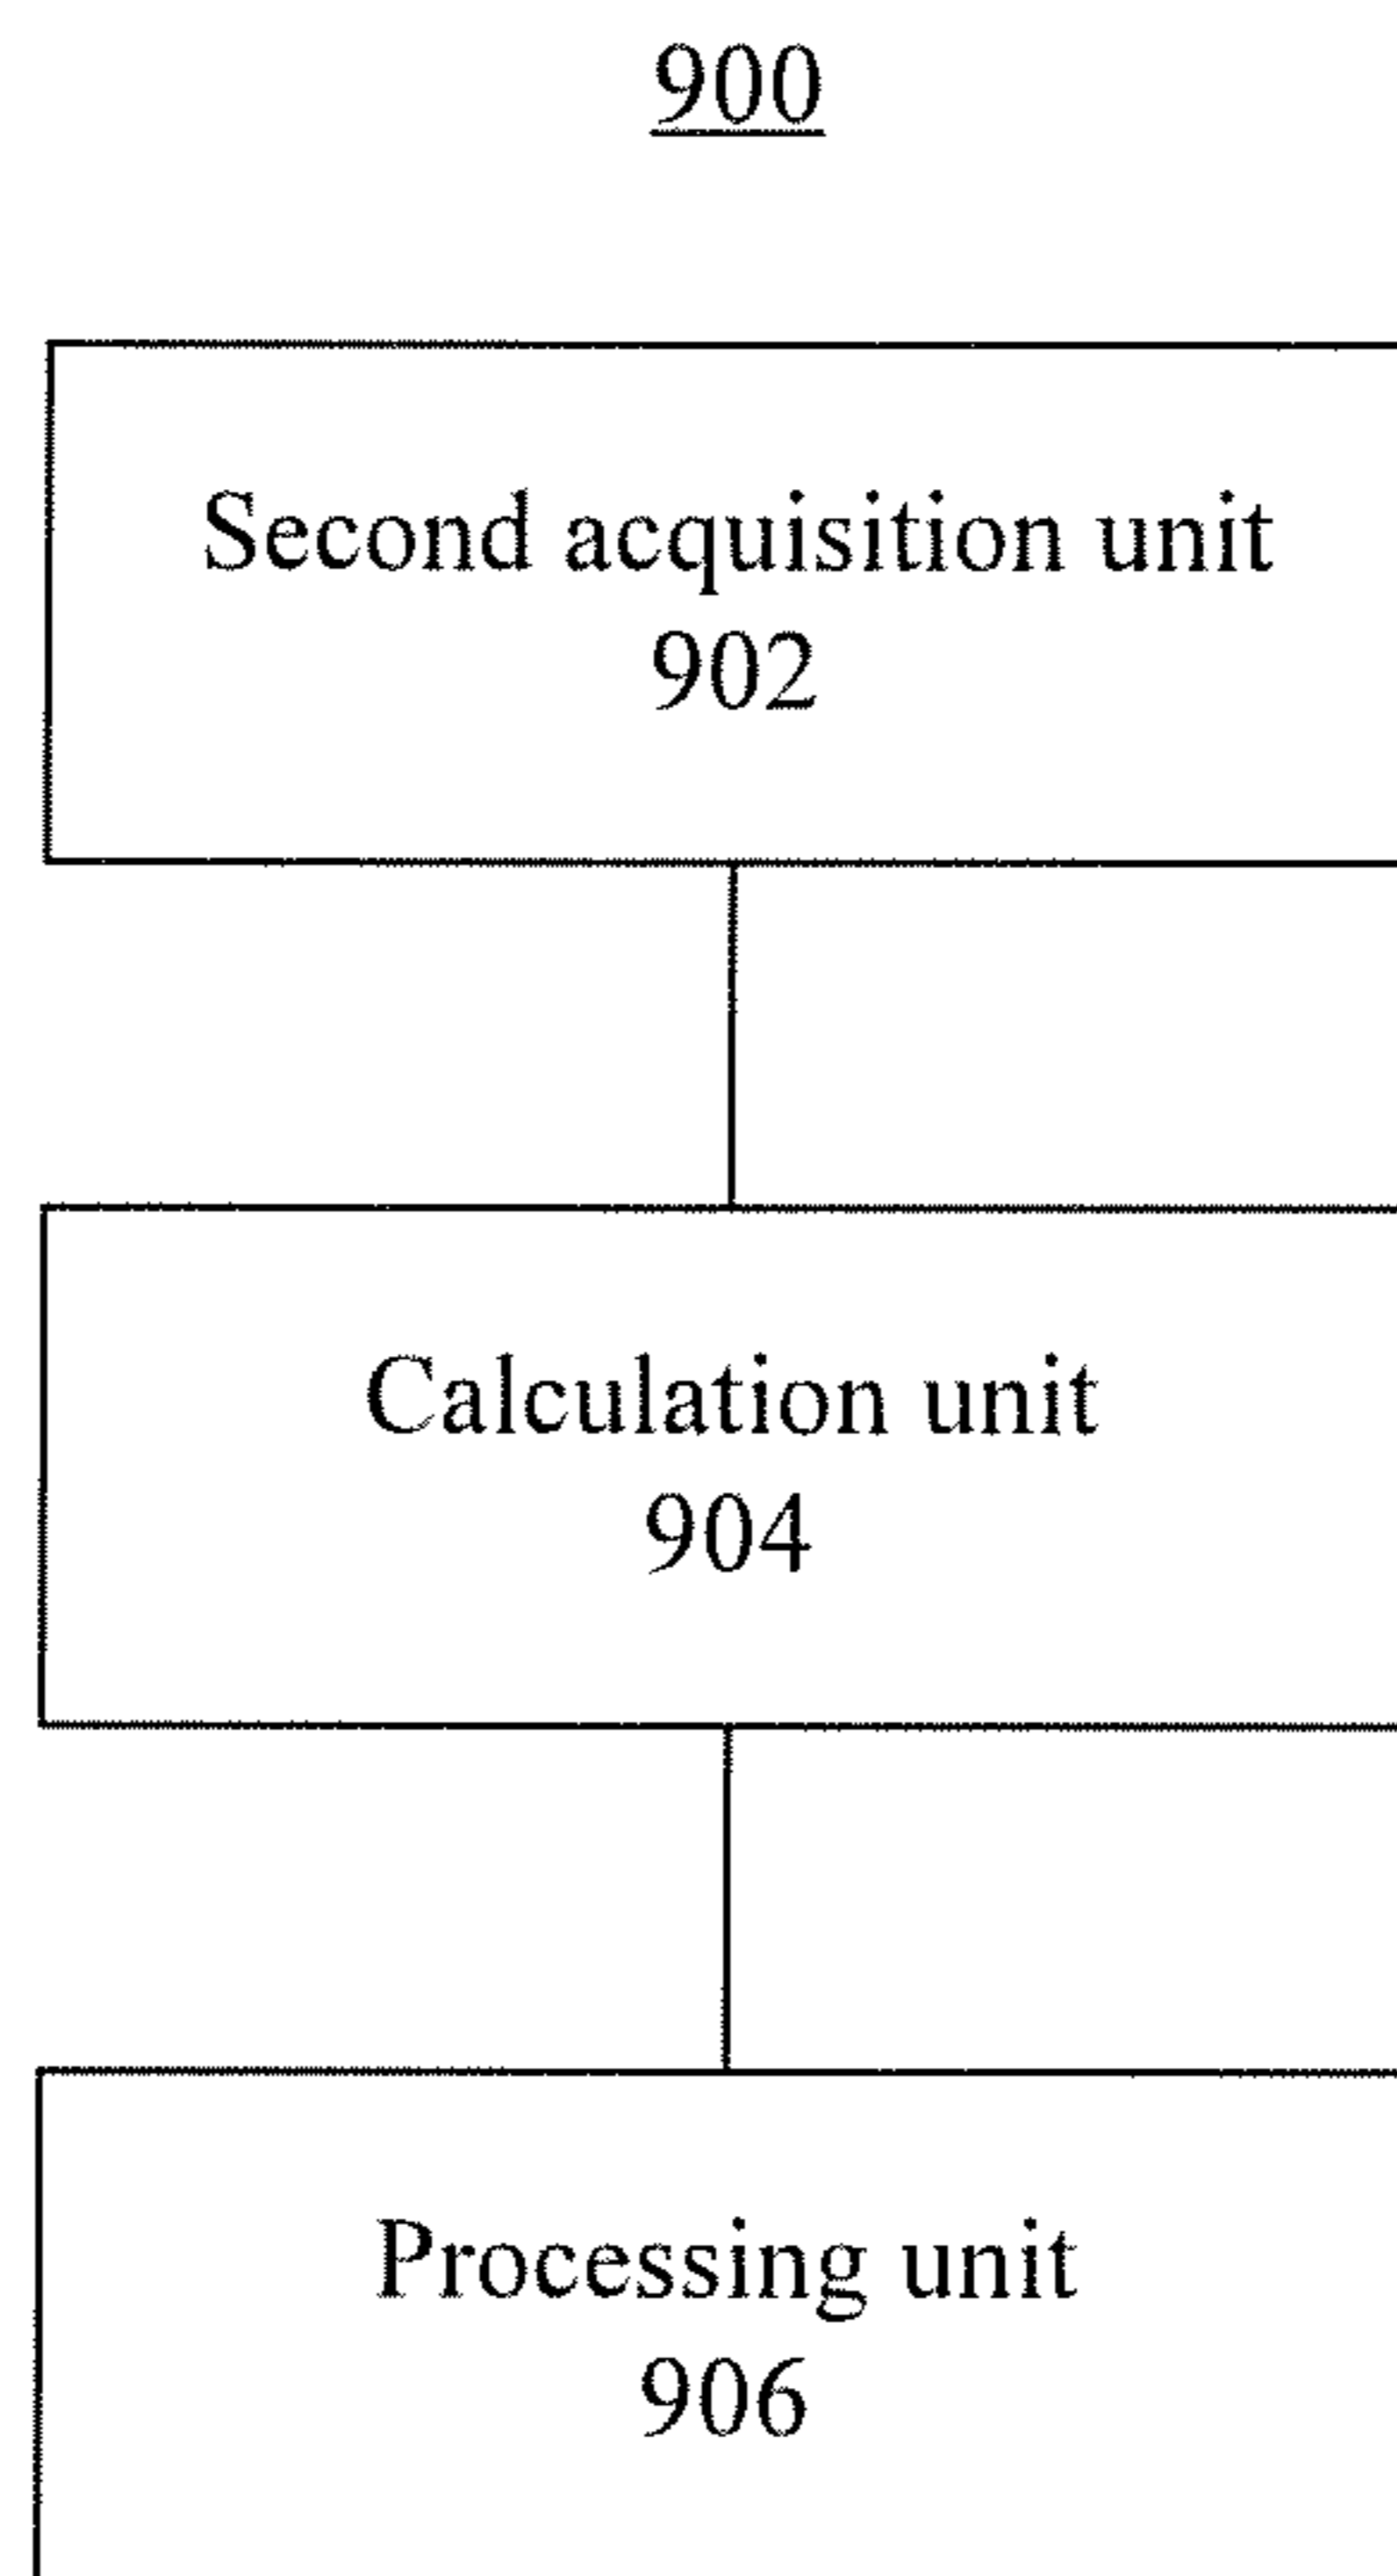 900
Second acquisition unit
902
Calculation unit
904
Processing unit
906